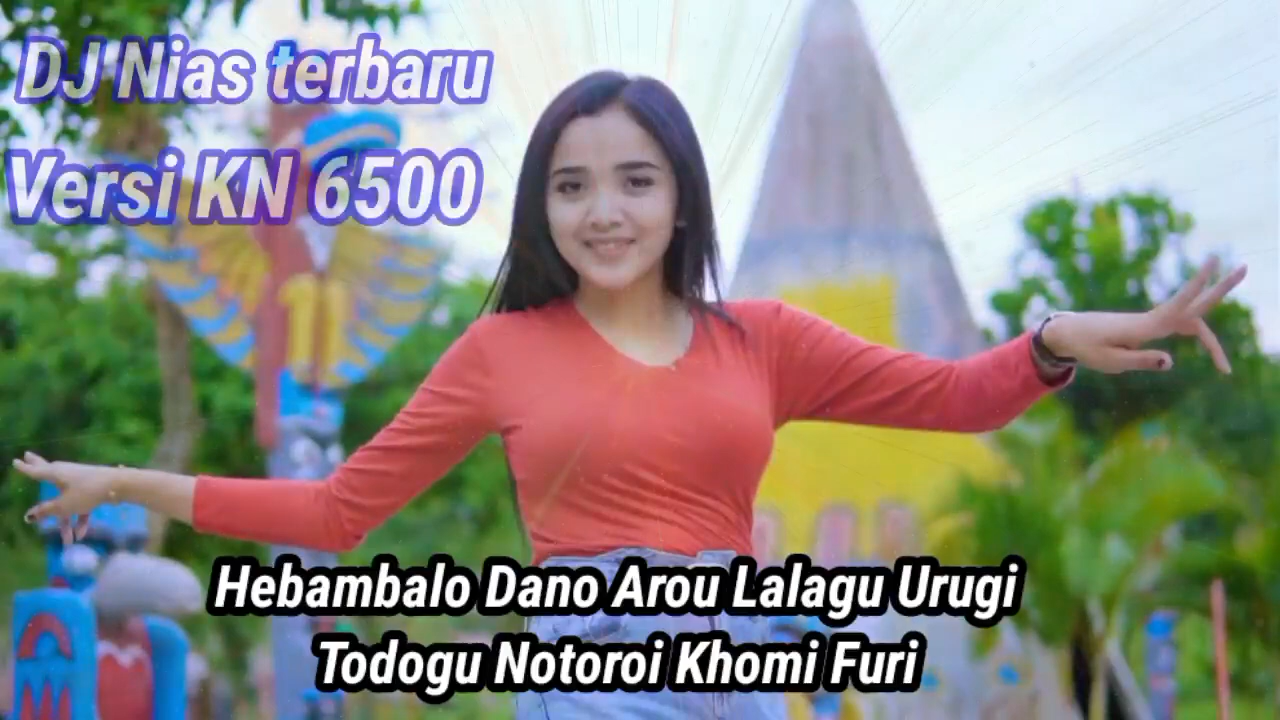 DJ Nias terbaru
Versi KN 6500
Hebambalo Dano Arou Lalagu Urugi
Todogu Notoroi Khomi Furi